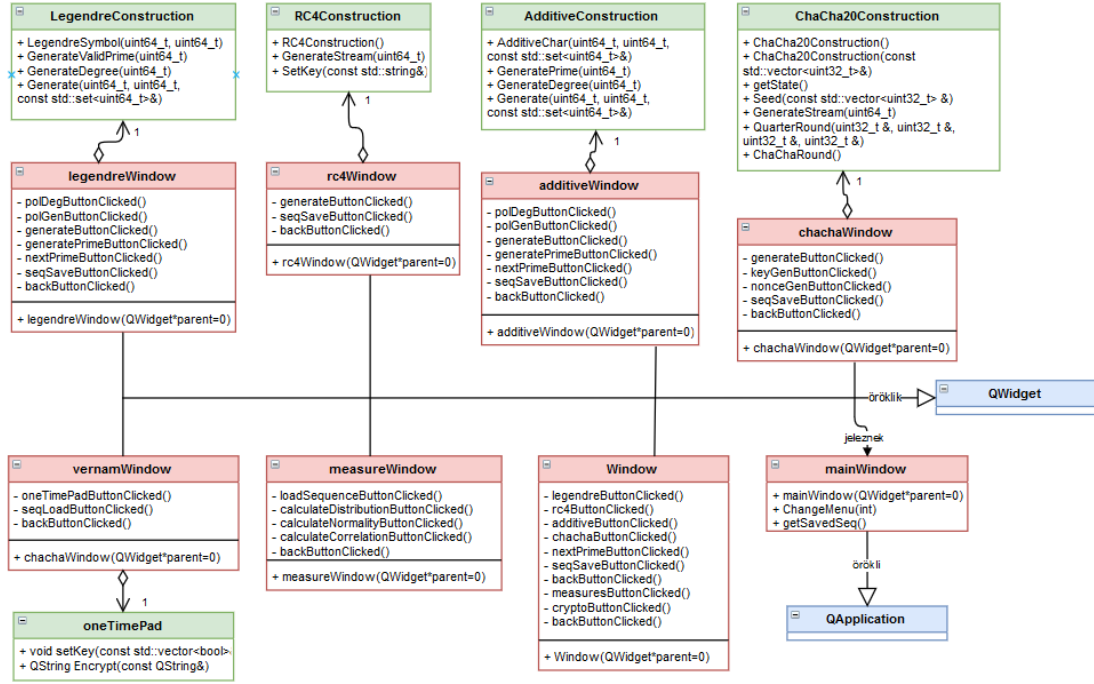 LegendreConstruction
+ LegendreSymbol(uint64_t, uint64_t)
+ GenerateValidPrime(uint64_t)
+ GenerateDegree(uint64_t)
+ Generate(uint64_t, uint64_t,
const std::set<uint64_t>&)
RC4Construction
+ RC4Construction()
+ GenerateStream(uint64_t)
+ SetKey(const std::string&)
AdditiveConstruction
+ AdditiveChar(uint64_t, uint64_t,
const std::set<uint64_t>&)
+ GeneratePrime(uint64_t)
+ GenerateDegree(uint64_t)
+ Generate(uint64_t, uint64_t,
const std::set<uint64_t>&)
ChaCha20Construction
+ ChaCha20Construction()
+ ChaCha20Construction(const
std::vector<uint32_t>&)
+ getState()
+ Seed(const std::vector<uint32_t> &)
+ GenerateStream(uint64_t)
+ QuarterRound(uint32_t &, uint32_t &,
uint32_t &, uint32_t &)
+ ChaChaRound()
1
1
1
1
legendreWindow
- polDegButtonClicked()
- polGenButtonClicked()
- generateButtonClicked()
- generatePrimeButtonClicked()
- nextPrimeButtonClicked()
- seqSaveButtonClicked()
- backButtonClicked()
+ legendreWindow(QWidget*parent=0)
rc4Window
- generateButtonClicked()
- seqSaveButtonClicked()
- backButtonClicked()
+ rc4Window(QWidget*parent=0)
additiveWindow
- polDegButtonClicked()
- polGenButtonClicked()
- generateButtonClicked()
- generatePrimeButtonClicked()
- nextPrimeButtonClicked()
- seqSaveButtonClicked()
- backButtonClicked()
+ additiveWindow(QWidget*parent=0)
chachaWindow
- generateButtonClicked()
- keyGenButtonClicked()
- nonceGenButtonClicked()
- seqSaveButtonClicked()
- backButtonClicked()
+ chachaWindow(QWidget*parent=0)
öröklik
QWidget
jeleznek
vernamWindow
- oneTimePadButtonClicked()
- seqLoadButtonClicked()
- backButtonClicked()
+ chachaWindow(QWidget*parent=0)
measureWindow
- loadSequenceButtonClicked()
- calculateDistributionButtonClicked()
- calculateNormalityButtonClicked()
- calculateCorrelationButtonClicked()
- backButtonClicked()
+ measureWindow(QWidget*parent=0)
Window
- legendreButtonClicked()
- rc4ButtonClicked()
- additiveButtonClicked()
- chachaButtonClicked()
- nextPrimeButtonClicked()
- seqSaveButtonClicked()
- backButtonClicked()
- measuresButtonClicked()
- cryptoButtonClicked()
- backButtonClicked()
+ Window(QWidget*parent=0)
mainWindow
+ mainWindow(QWidget*parent=0)
+ ChangeMenu(int)
+ getSavedSeq()
örökli
QApplication
1
oneTimePad
+ void setKey(const std::vector<bool>
+ QString Encrypt(const QString&)